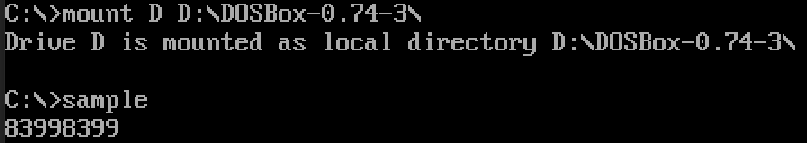 C:\>mount D D:\DOSBox-0.74-3\
Drive D is mounted as local directory D:\DOSBox-0.74-3\
C:\>sample
83998399